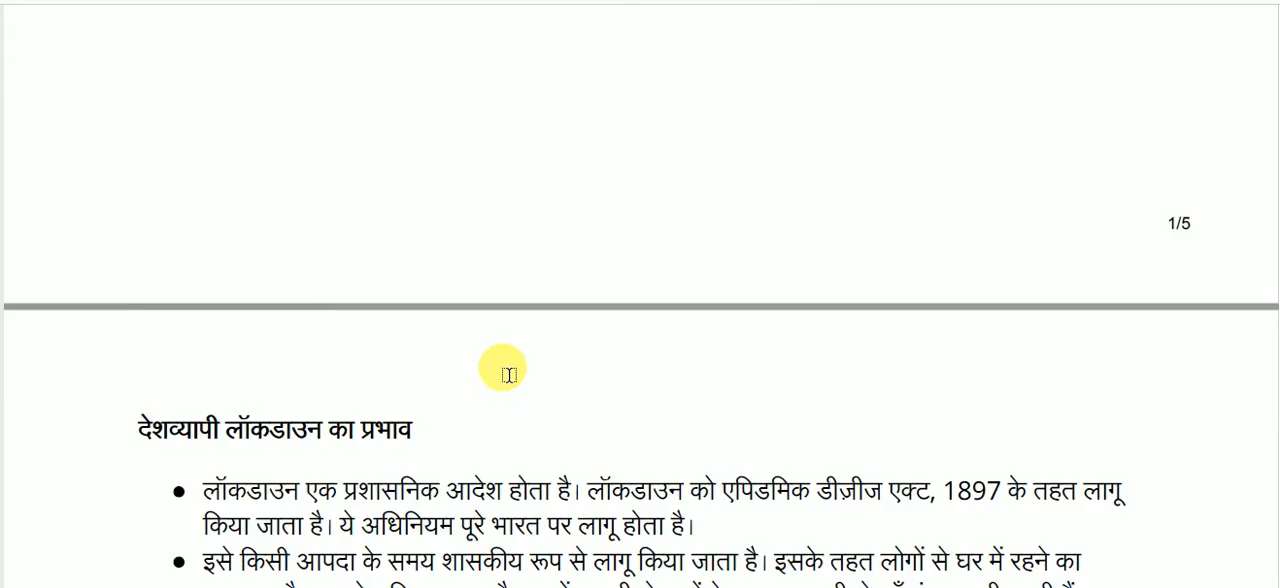 1/5
देशव्यापी लॉकडाउन का प्रभाव
● लॉकडाउन एक प्रशासनिक आदेश होता है। लॉकडाउन को एपिडमिक डीज़ीज एक्ट, 1897 के तहत लागू
किया जाता है। ये अधिनियम पूरे भारत पर लागू होता है।
● इसे किसी आपदा के समय शासकीय रूप से लागू किया जाता है। इसके तहत लोगों से घर में रहने का